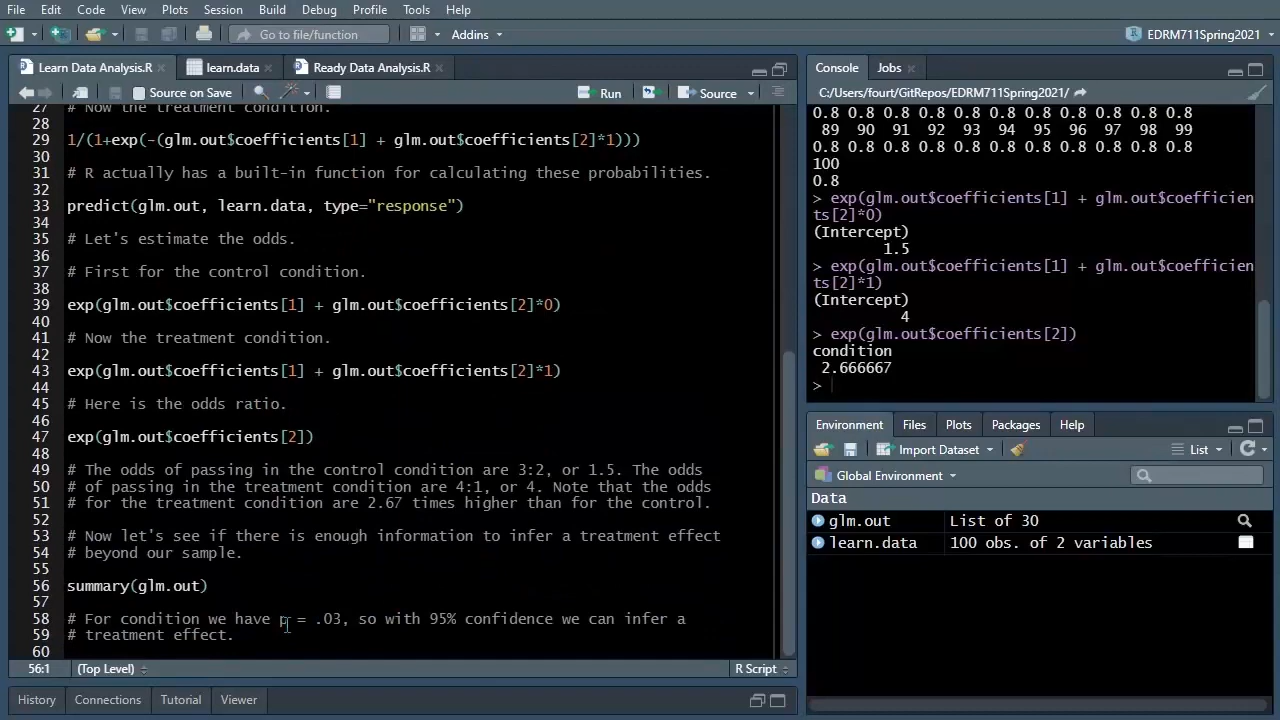 File Edit Code View Plots Session Build Debug Profile Tools Help
Go to file/function Addins EDRM711Spring2021
Learn Data Analysis.R learn.data Ready Data Analysis.R
Source on Save Run Source
27 # Now the treatment condition.
28
29 1/(1+exp(-(glm.out$coefficients[1] + glm.out$coefficients[2]*1)))
30
31 # R actually has a built-in function for calculating these probabilities.
32
33 predict(glm.out, learn.data, type="response")
34
35 # Let's estimate the odds.
36
37 # First for the control condition.
38
39 exp(glm.out$coefficients[1] + glm.out$coefficients[2]*0)
40
41 # Now the treatment condition.
42
43 exp(glm.out$coefficients[1] + glm.out$coefficients[2]*1)
44
45 # Here is the odds ratio.
46
47 exp(glm.out$coefficients[2])
48
49 # The odds of passing in the control condition are 3:2, or 1.5. The odds
50 # of passing in the treatment condition are 4:1, or 4. Note that the odds
51 # for the treatment condition are 2.67 times higher than for the control.
52
53 # Now let's see if there is enough information to infer a treatment effect
54 # beyond our sample.
55
56 summary(glm.out)
57
58 # For condition we have p = .03, so with 95% confidence we can infer a
59 # treatment effect.
60
56:1 (Top Level) R Script
History Connections Tutorial Viewer
Console Jobs
C:/Users/fourt/GitRepos/EDRM711Spring2021/
0.8 0.8 0.8 0.8 0.8 0.8 0.8 0.8 0.8 0.8 0.8
89 90 91 92 93 94 95 96 97 98 99
0.8 0.8 0.8 0.8 0.8 0.8 0.8 0.8 0.8 0.8 0.8
100
0.8
> exp(glm.out$coefficients[1] + glm.out$coefficien
ts[2]*0)
(Intercept)
1.5
> exp(glm.out$coefficients[1] + glm.out$coefficien
ts[2]*1)
(Intercept)
4
> exp(glm.out$coefficients[2])
condition
2.666667
>
Environment Files Plots Packages Help
Import Dataset List
Global Environment
Data
glm.out List of 30
learn.data 100 obs. of 2 variables